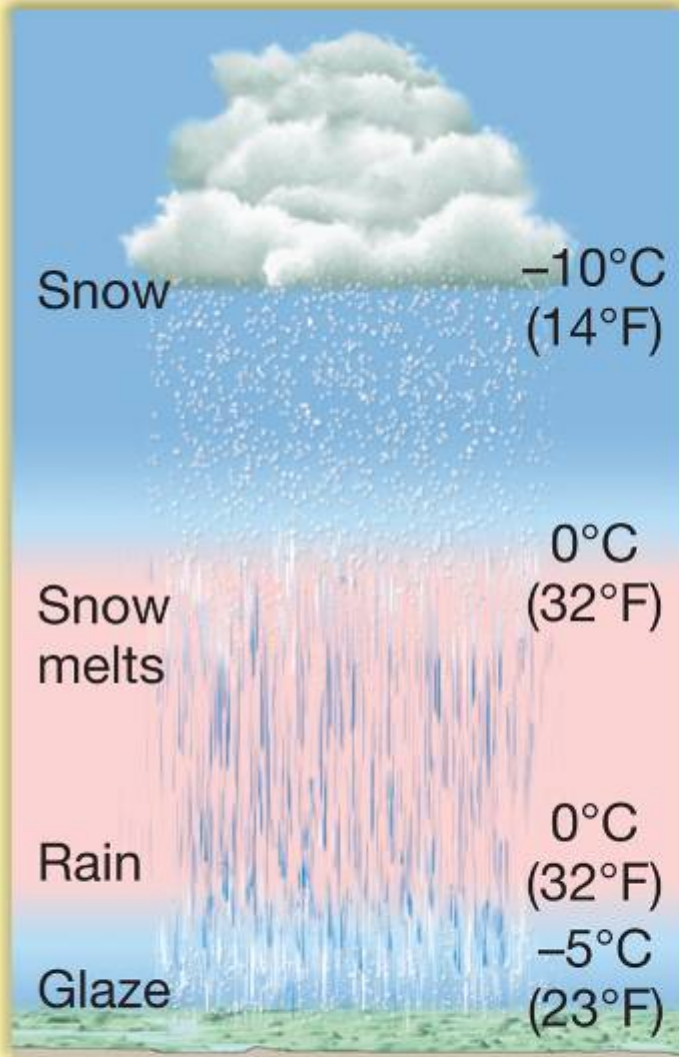 Snow
–10°C
(14°F)
0°C
(32°F)
Snow
melts
0°C
(32°F)
Rain
–5°C
(23°F)
Glaze